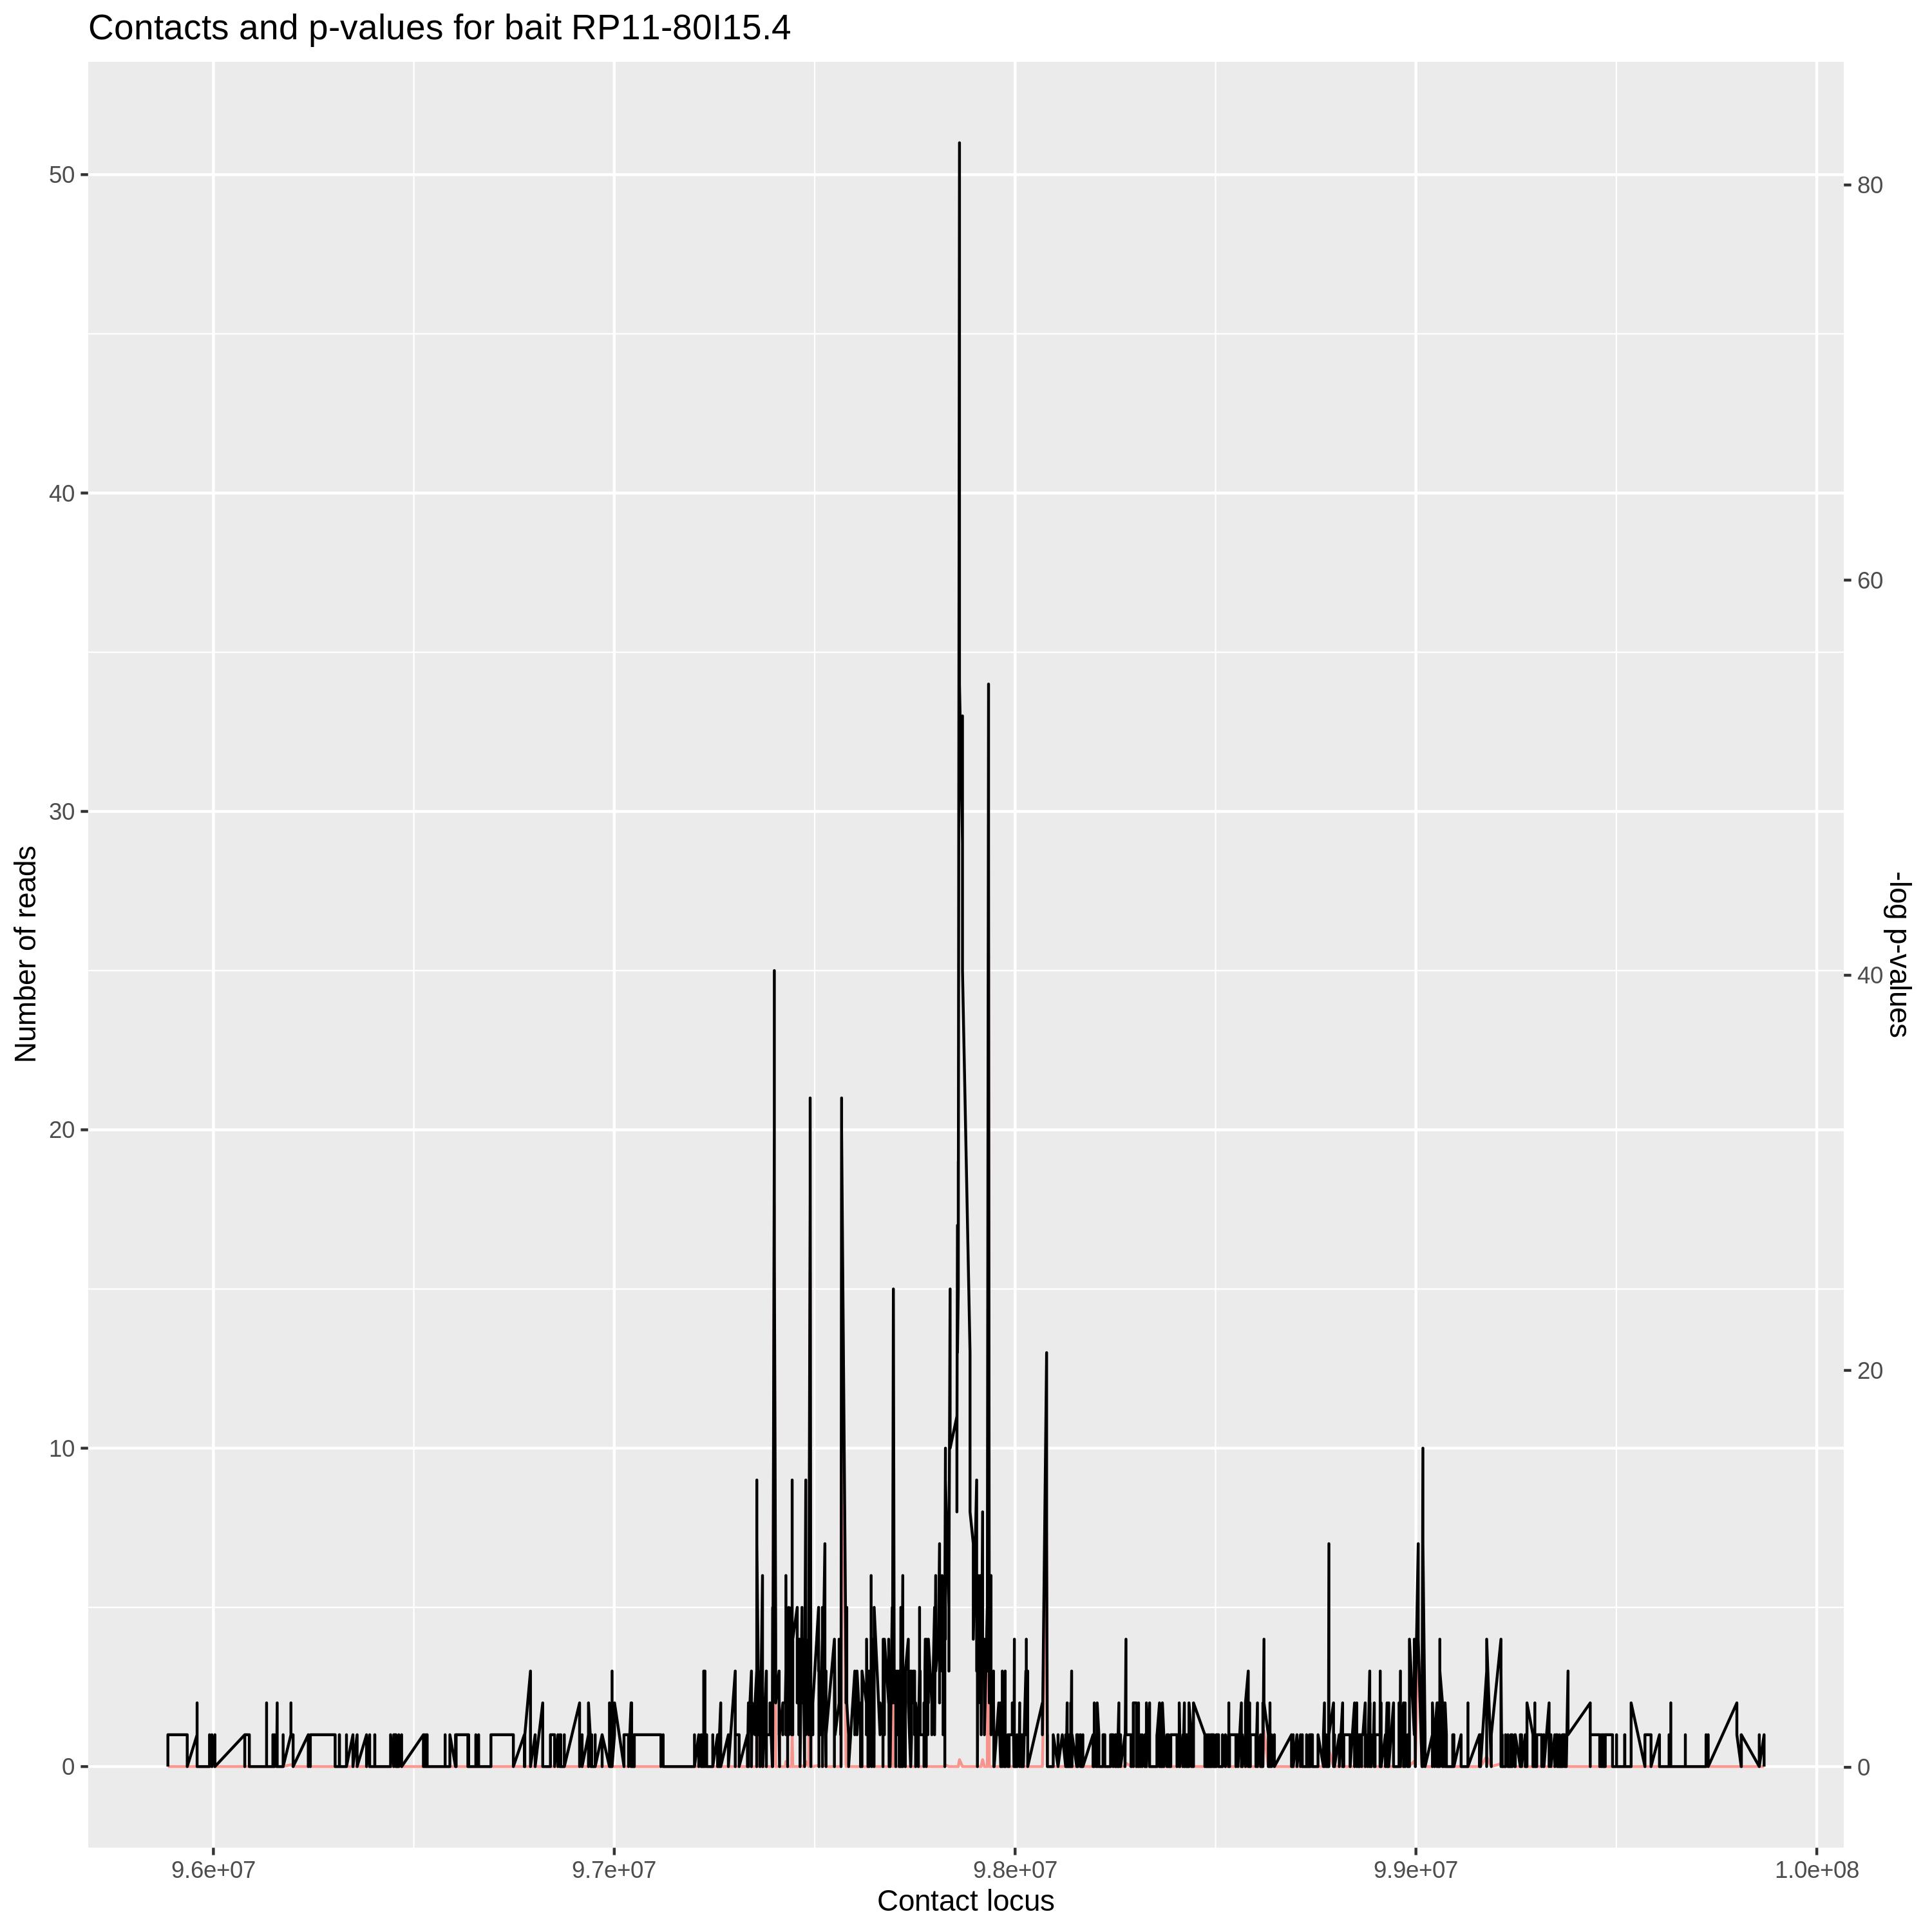 Contacts and p-values for bait RP11-80I15.4
50
40
30
20
10
0
Number of reads
80
60
40
20
0
-log p-values
9.6e+07
9.7e+07
9.8e+07
9.9e+07
1.0e+08
Contact locus